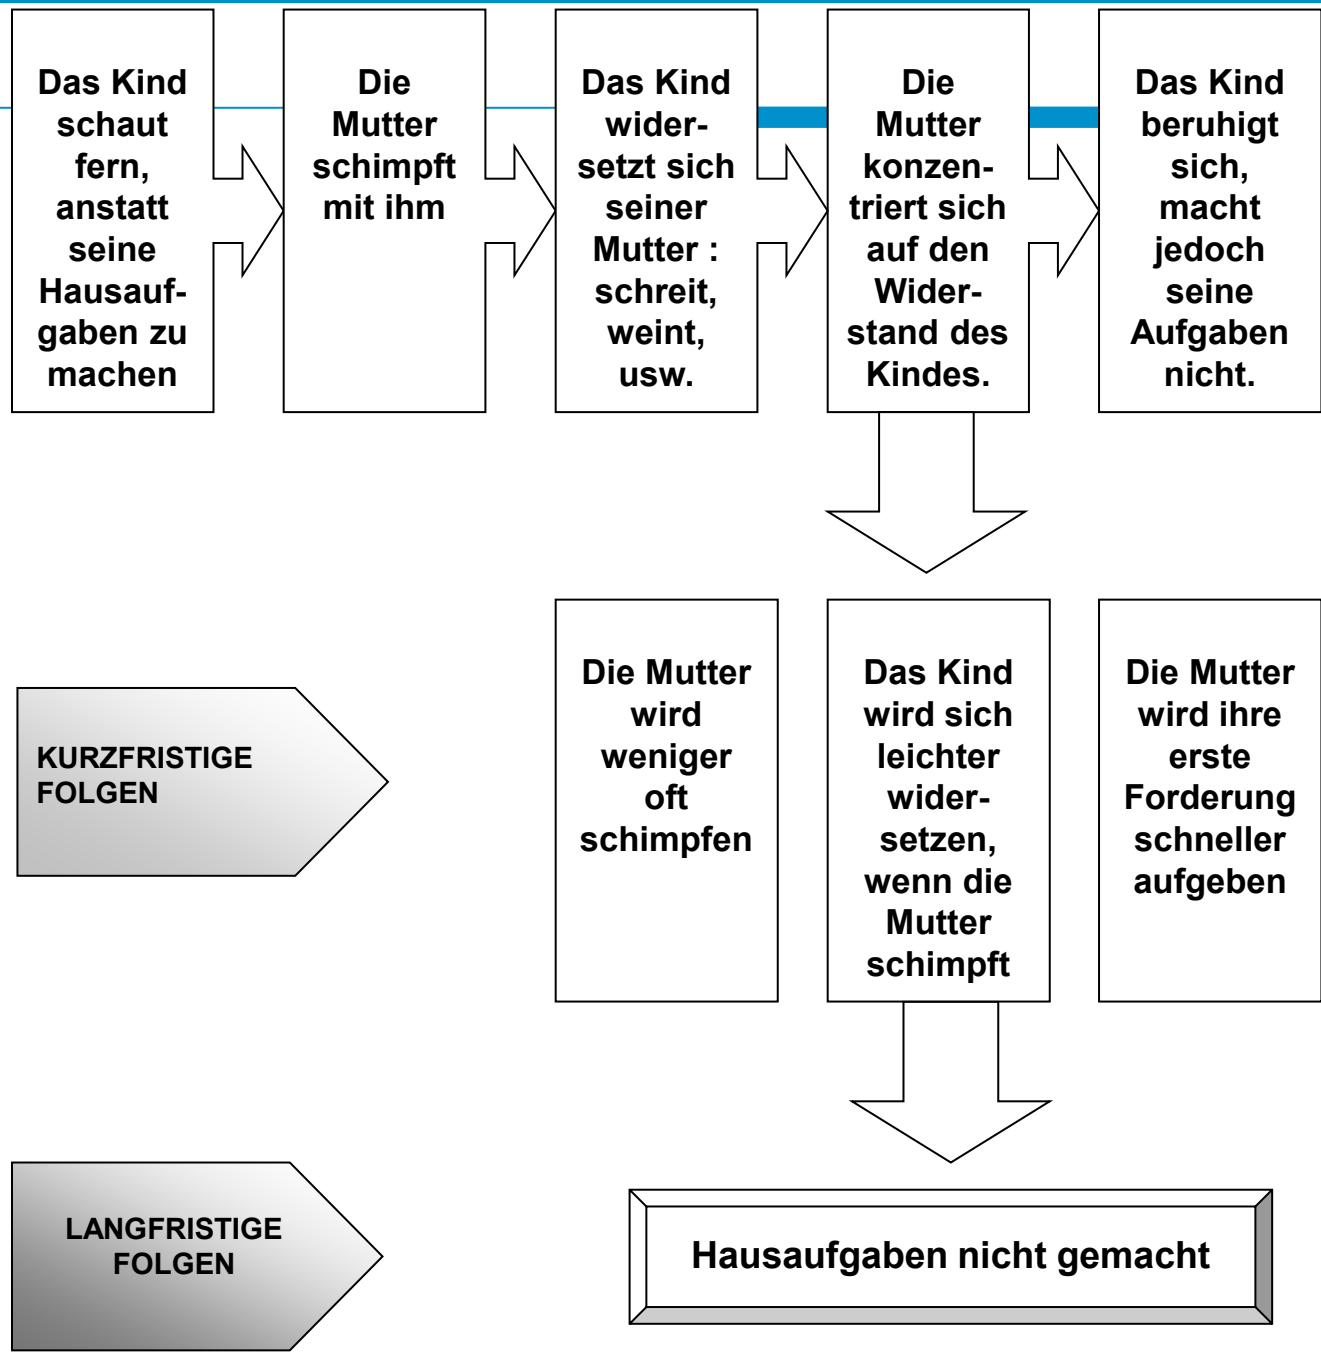 Das Kind
schaut
fern,
anstatt
seine
Hausauf-
gaben zu
machen
Die
Mutter
schimpft
mit ihm
Das Kind
wider-
setzt sich
seiner
Mutter :
schreit,
weint,
usw.
Die
Mutter
konzen-
triert sich
auf den
Wider-
stand des
Kindes.
Das Kind
beruhigt
sich,
macht
jedoch
seine
Aufgaben
nicht.
KURZFRISTIGE
FOLGEN
Die Mutter
wird
weniger
oft
schimpfen
Das Kind
wird sich
leichter
wider-
setzen,
wenn die
Mutter
schimpft
Die Mutter
wird ihre
erste
Forderung
schneller
aufgeben
LANGFRISTIGE
FOLGEN
Hausaufgaben nicht gemacht